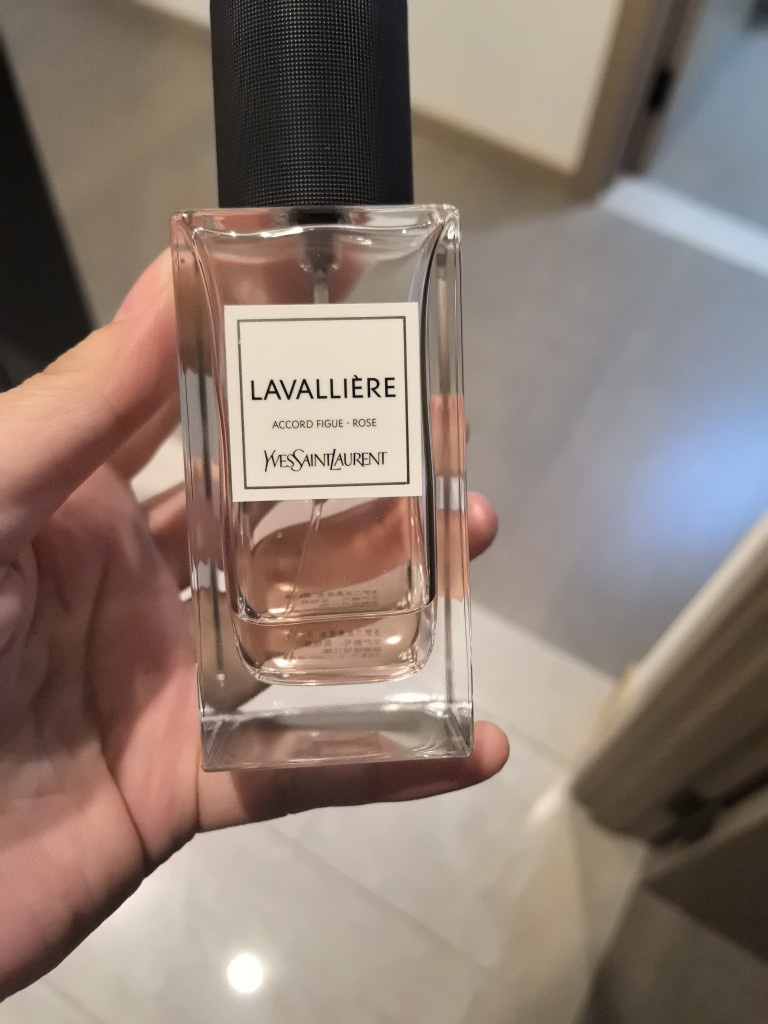 LAVALLIÈRE
ACCORD FIGUE - ROSE
YVESSAINTLAURENT